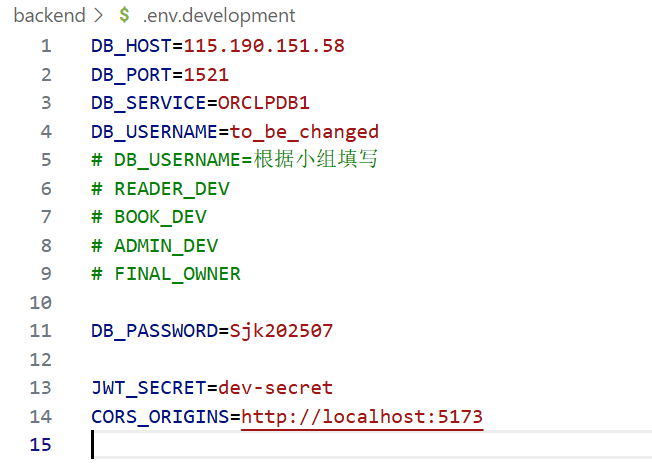 backend > $ .env.development
1 DB_HOST=115.190.151.58
2 DB_PORT=1521
3 DB_SERVICE=ORCLPDB1
4 DB_USERNAME=to_be_changed
5 # DB_USERNAME=根据小组填写
6 # READER_DEV
7 # BOOK_DEV
8 # ADMIN_DEV
9 # FINAL_OWNER
10
11 DB_PASSWORD=Sjk202507
12
13 JWT_SECRET=dev-secret
14 CORS_ORIGINS=http://localhost:5173
15